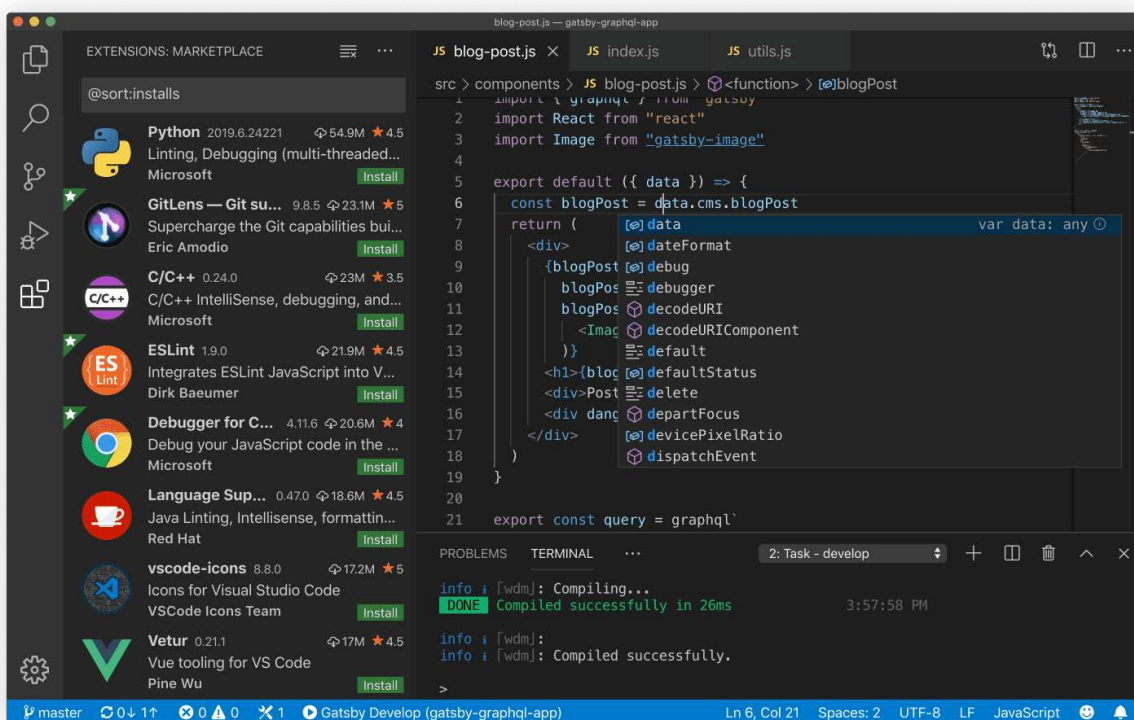 blog-post.js — gatsby-graphql-app
EXTENSIONS: MARKETPLACE
@sort:installs
Python 2019.6.24221 54.9M 4.5
Linting, Debugging (multi-threaded...
Microsoft Install
GitLens — Git su... 9.8.5 23.1M 5
Supercharge the Git capabilities bui...
Eric Amodio Install
C/C++
C/C++ 0.24.0 23M 3.5
C/C++ IntelliSense, debugging, and...
Microsoft Install
ES
Lint
ESLint 1.9.0 21.9M 4.5
Integrates ESLint JavaScript into V...
Dirk Baeumer Install
Debugger for C... 4.11.6 20.6M 4
Debug your JavaScript code in the ...
Microsoft Install
Language Sup... 0.47.0 18.6M 4.5
Java Linting, Intellisense, formattin...
Red Hat Install
vscode-icons 8.8.0 17.2M 5
Icons for Visual Studio Code
VSCode Icons Team Install
Vetur 0.21.1 17M 4.5
Vue tooling for VS Code
Pine Wu Install
JS blog-post.js JS index.js JS utils.js
src > components > JS blog-post.js > <function> > blogPost
1 import { graphql } from "gatsby"
2 import React from "react"
3 import Image from "gatsby-image"
4
5 export default ({ data }) => {
6 const blogPost = data.cms.blogPost
7 return (
8 <div>
9 {blogPost
10 blogPos
11 blogPos
12 <Imag
13 )}
14 <h1>{blog
15 <div>Post
16 <div dang
17 </div>
18 )
19 }
20
21 export const query = graphql`
data var data: any
dateFormat
debug
debugger
decodeURI
decodeURIComponent
default
defaultStatus
delete
departFocus
devicePixelRatio
dispatchEvent
PROBLEMS TERMINAL ... 2: Task - develop
info i ｢wdm｣: Compiling...
DONE Compiled successfully in 26ms 3:57:58 PM
info i ｢wdm｣:
info i ｢wdm｣: Compiled successfully.
>
master 0↓ 1↑ 0 0 1 Gatsby Develop (gatsby-graphql-app) Ln 6, Col 21 Spaces: 2 UTF-8 LF JavaScript